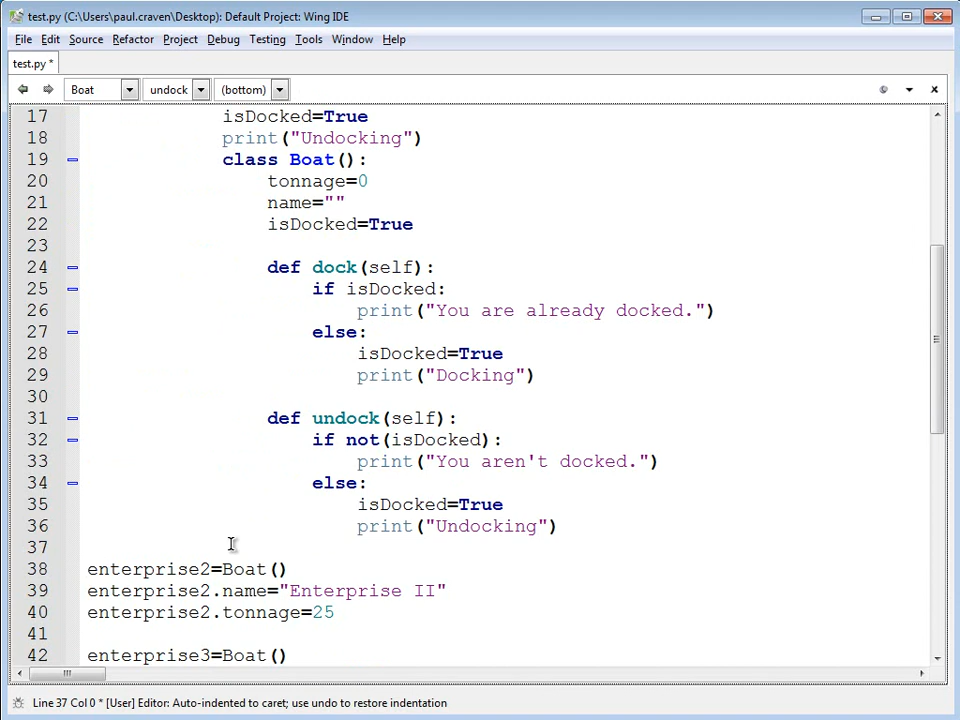 test.py (C:\Users\paul.craven\Desktop): Default Project: Wing IDE
File Edit Source Refactor Project Debug Testing Tools Window Help
test.py *
Boat undock (bottom)
17 isDocked=True
18 print("Undocking")
19 class Boat():
20 tonnage=0
21 name=""
22 isDocked=True
23
24 def dock(self):
25 if isDocked:
26 print("You are already docked.")
27 else:
28 isDocked=True
29 print("Docking")
30
31 def undock(self):
32 if not(isDocked):
33 print("You aren't docked.")
34 else:
35 isDocked=True
36 print("Undocking")
37
38 enterprise2=Boat()
39 enterprise2.name="Enterprise II"
40 enterprise2.tonnage=25
41
42 enterprise3=Boat()
Line 37 Col 0 * [User] Editor: Auto-indented to caret; use undo to restore indentation